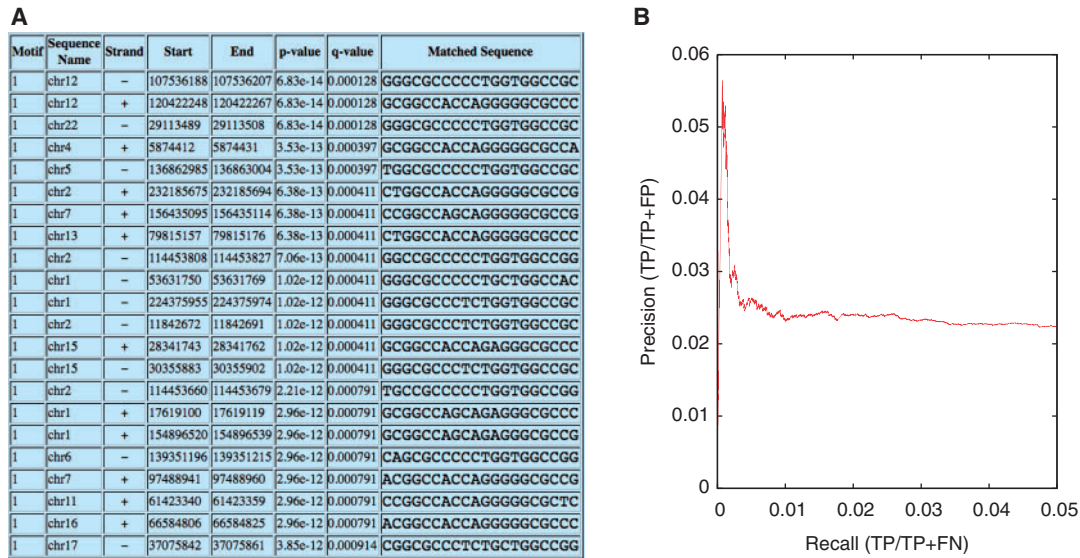 A
Motif Sequence Name Strand Start End p-value q-value Matched Sequence
1 chr12 − 107536188 107536207 6.83e-14 0.000128 GGGCGCCCCCTGGTGGCCGC
1 chr12 + 120422248 120422267 6.83e-14 0.000128 GCGGCCACCAGGGGGCGCCC
1 chr22 − 29113489 29113508 6.83e-14 0.000128 GGGCGCCCCCTGGTGGCCGC
1 chr4 + 5874412 5874431 3.53e-13 0.000397 GCGGCCACCAGGGGGCGCCA
1 chr5 − 136862985 136863004 3.53e-13 0.000397 TGGCGCCCCCTGGTGGCCGC
1 chr2 + 232185675 232185694 6.38e-13 0.000411 CTGGCCACCAGGGGGCGCCG
1 chr7 + 156435095 156435114 6.38e-13 0.000411 CCGGCCAGCAGGGGGCGCCG
1 chr13 + 79815157 79815176 6.38e-13 0.000411 CTGGCCACCAGGGGGCGCCC
1 chr2 − 114453808 114453827 7.06e-13 0.000411 GGCCGCCCCCTGGTGGCCGG
1 chr1 − 53631750 53631769 1.02e-12 0.000411 GGGCGCCCCCTGCTGGCCAC
1 chr1 − 224375955 224375974 1.02e-12 0.000411 GGGCGCCCTCTGGTGGCCGC
1 chr2 − 11842672 11842691 1.02e-12 0.000411 GGGCGCCCTCTGGTGGCCGC
1 chr15 + 28341743 28341762 1.02e-12 0.000411 GCGGCCACCAGAGGGCGCCC
1 chr15 − 30355883 30355902 1.02e-12 0.000411 GGGCGCCCTCTGGTGGCCGC
1 chr2 − 114453660 114453679 2.21e-12 0.000791 TGCCGCCCCCTGGTGGCCGG
1 chr1 + 17619100 17619119 2.96e-12 0.000791 GCGGCCAGCAGAGGGCGCCC
1 chr1 + 154896520 154896539 2.96e-12 0.000791 GCGGCCAGCAGAGGGCGCCG
1 chr6 − 139351196 139351215 2.96e-12 0.000791 CAGCGCCCCCTGGTGGCCGG
1 chr7 + 97488941 97488960 2.96e-12 0.000791 ACGGCCACCAGGGGGCGCCG
1 chr11 + 61423340 61423359 2.96e-12 0.000791 CCGGCCACCAGGGGGCGCTC
1 chr16 + 66584806 66584825 2.96e-12 0.000791 ACGGCCACCAGGGGGCGCCC
1 chr17 − 37075842 37075861 3.85e-12 0.000914 CGGCGCCCTCTGCTGGCCGG
B
0.06
0.05
0.04
0.03
0.02
0.01
0
Precision (TP/TP+FP)
0 0.01 0.02 0.03 0.04 0.05
Recall (TP/TP+FN)